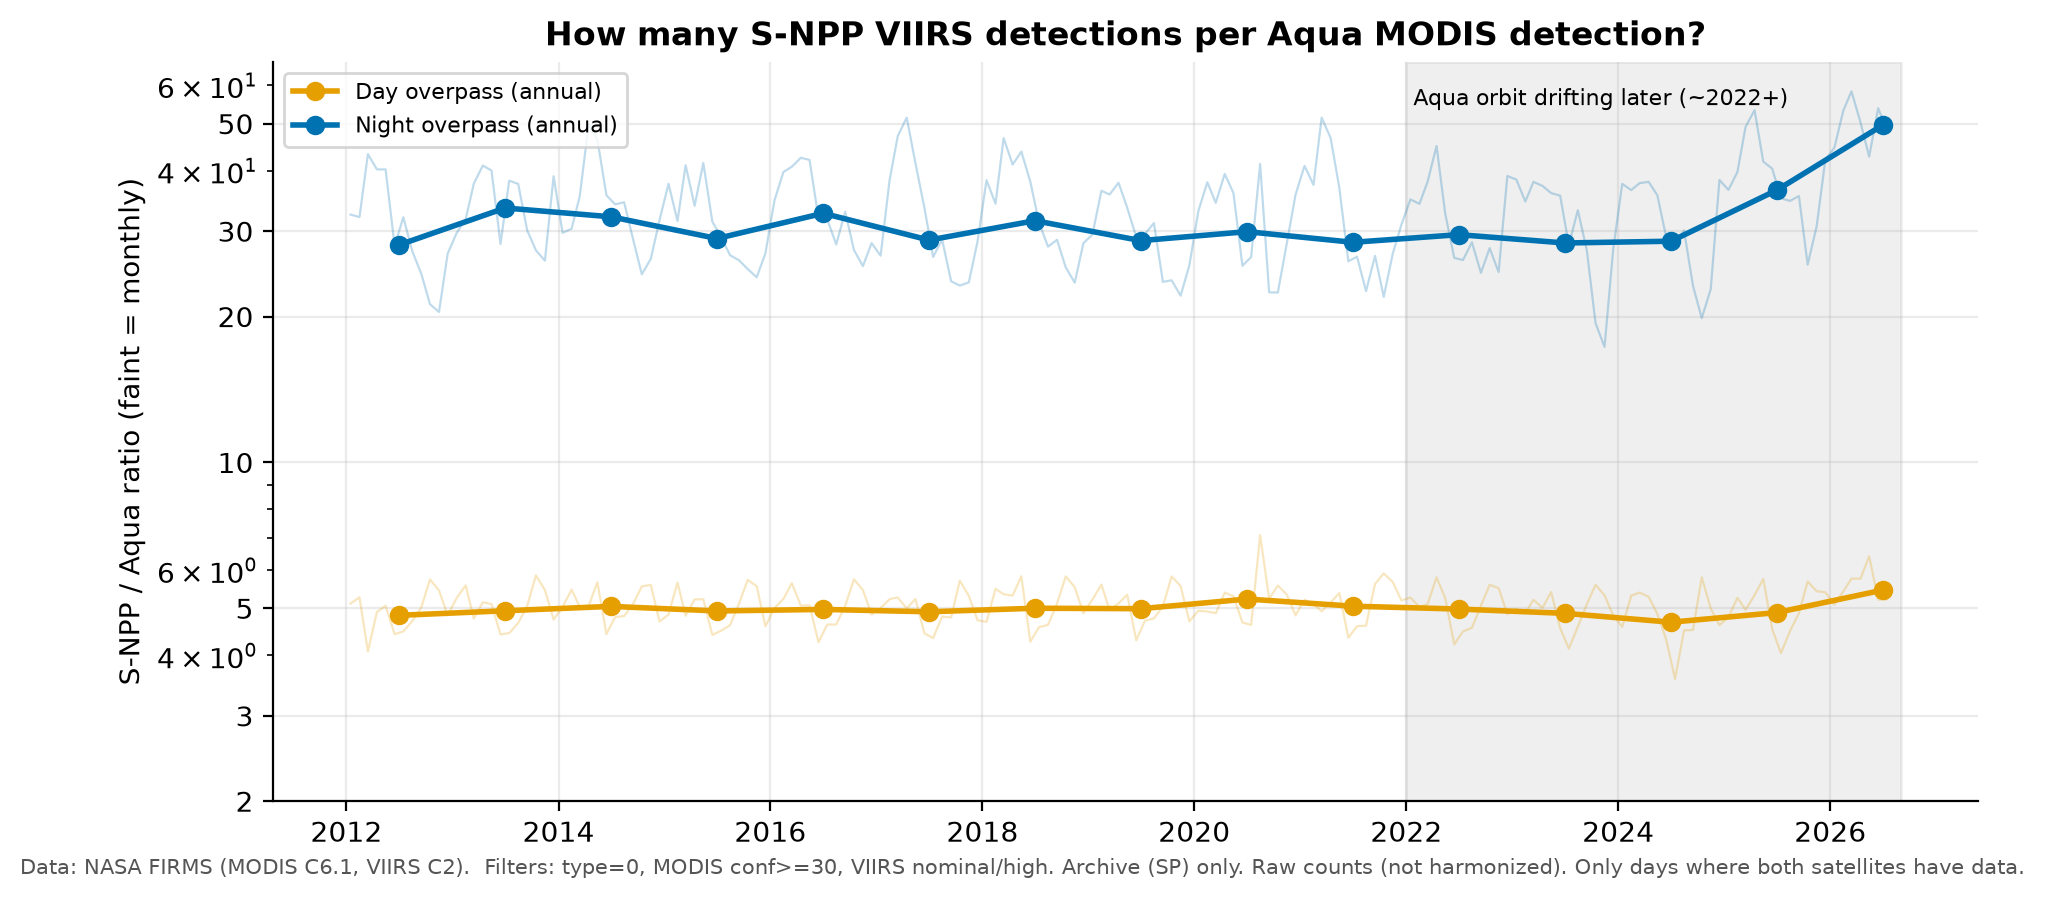 How many S-NPP VIIRS detections per Aqua MODIS detection?
Day overpass (annual)
Night overpass (annual)
Aqua orbit drifting later (~2022+)
S-NPP / Aqua ratio (faint = monthly)
6 × 10¹
50
4 × 10¹
30
20
10
6 × 10⁰
5
4 × 10⁰
3
2
2012 2014 2016 2018 2020 2022 2024 2026
Data: NASA FIRMS (MODIS C6.1, VIIRS C2).  Filters: type=0, MODIS conf>=30, VIIRS nominal/high. Archive (SP) only. Raw counts (not harmonized). Only days where both satellites have data.